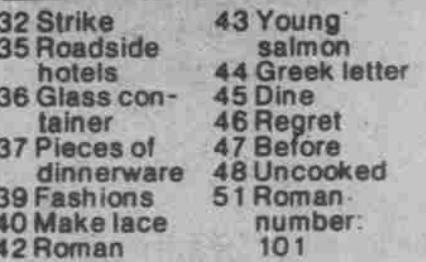 32 Strike
35 Roadside
hotels
36 Glass con-
tainer
37 Pieces of
dinnerware
39 Fashions
40 Make lace
42 Roman
43 Young
salmon
44 Greek letter
45 Dine
46 Regret
47 Before
48 Uncooked
51 Roman
number:
101